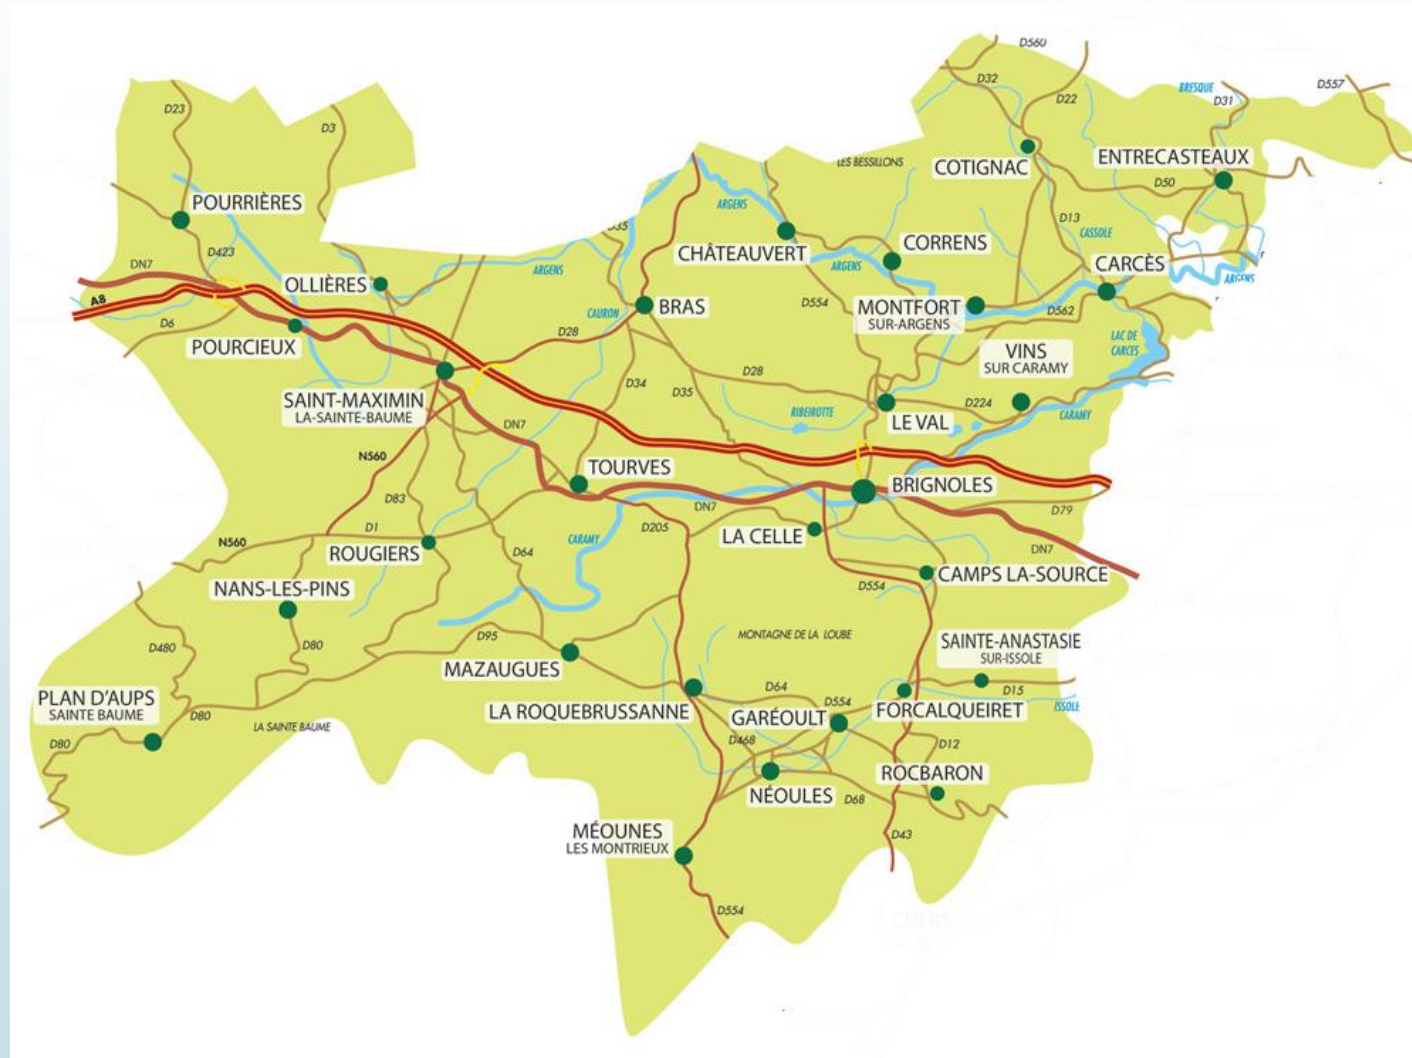 D560
D32
D557
D22
BRESQUE
D31
D23
D3
LES BESSILLONS
COTIGNAC
ENTRECASTEAUX
D50
POURRIÈRES
ARGENS
D13
D35
CASSOLE
D423
CHÂTEAUVERT
CORRENS
DN7
ARGENS
ARGENS
CARCÈS
OLLIÈRES
ARGENS
A8
D554
MONTFORT
SUR-ARGENS
D562
BRAS
CAURON
D6
POURCIEUX
D28
LAC DE
CARCES
VINS
SUR CARAMY
D28
D34
D35
SAINT-MAXIMIN
LA-SAINTE-BAUME
RIBEIROTTE
D224
CARAMY
LE VAL
DN7
N560
TOURVES
BRIGNOLES
D83
DN7
D79
D1
D205
LA CELLE
CARAMY
N560
ROUGIERS
D64
DN7
NANS-LES-PINS
D554
CAMPS LA-SOURCE
D95
MONTAGNE DE LA LOUBE
SAINTE-ANASTASIE
SUR-ISSOLE
D480
D80
MAZAUGUES
D64
D15
ISSOLE
PLAN D'AUPS
SAINTE BAUME
D80
LA SAINTE BAUME
LA ROQUEBRUSSANNE
D554
GARÉOULT
FORCALQUEIRET
D80
D468
D12
ROCBARON
NÉOULES
D68
MÉOUNES
LES MONTRIEUX
D43
D554
CUERS